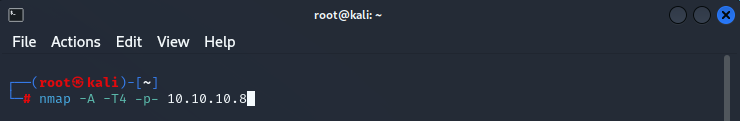 root@kali: ~
File Actions Edit View Help
┌──(root㉿kali)-[~]
└─# nmap -A -T4 -p- 10.10.10.8